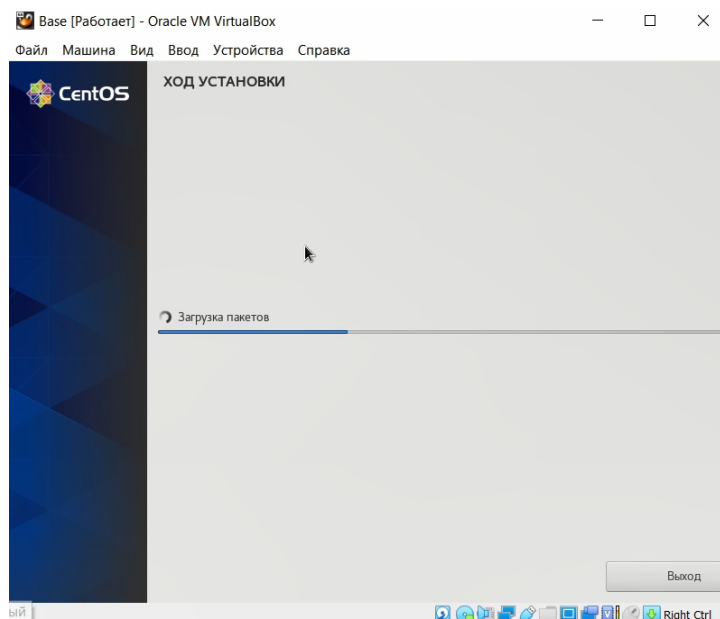 Base [Работает] - Oracle VM VirtualBox
Файл Машина Вид Ввод Устройства Справка
CentOS
ХОД УСТАНОВКИ
Загрузка пакетов
Выход
ый
Right Ctrl